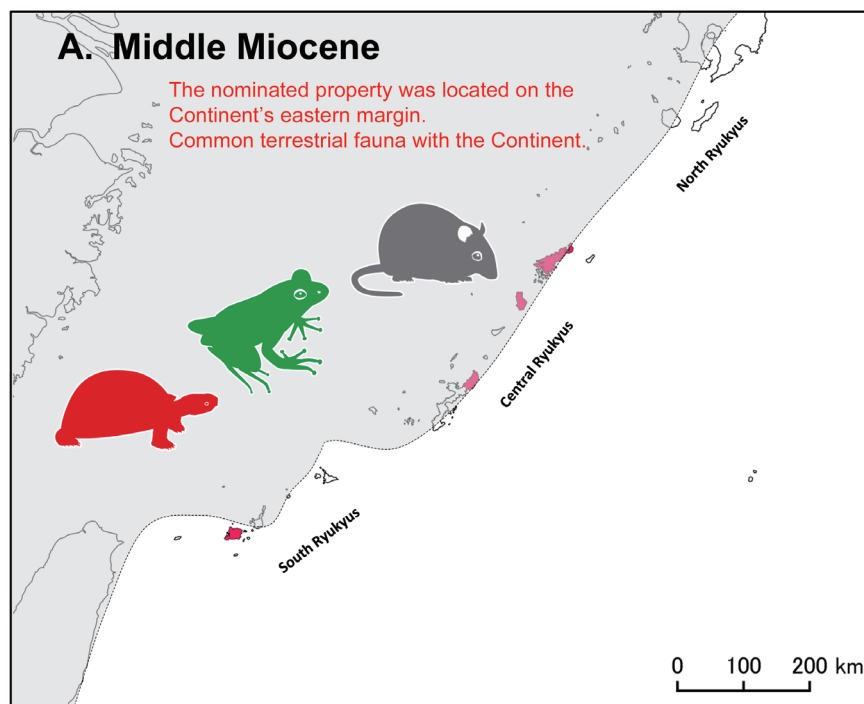 A. Middle Miocene
The nominated property was located on the
Continent's eastern margin.
Common terrestrial fauna with the Continent.
North Ryukyus
Central Ryukyus
South Ryukyus
0 100 200 km